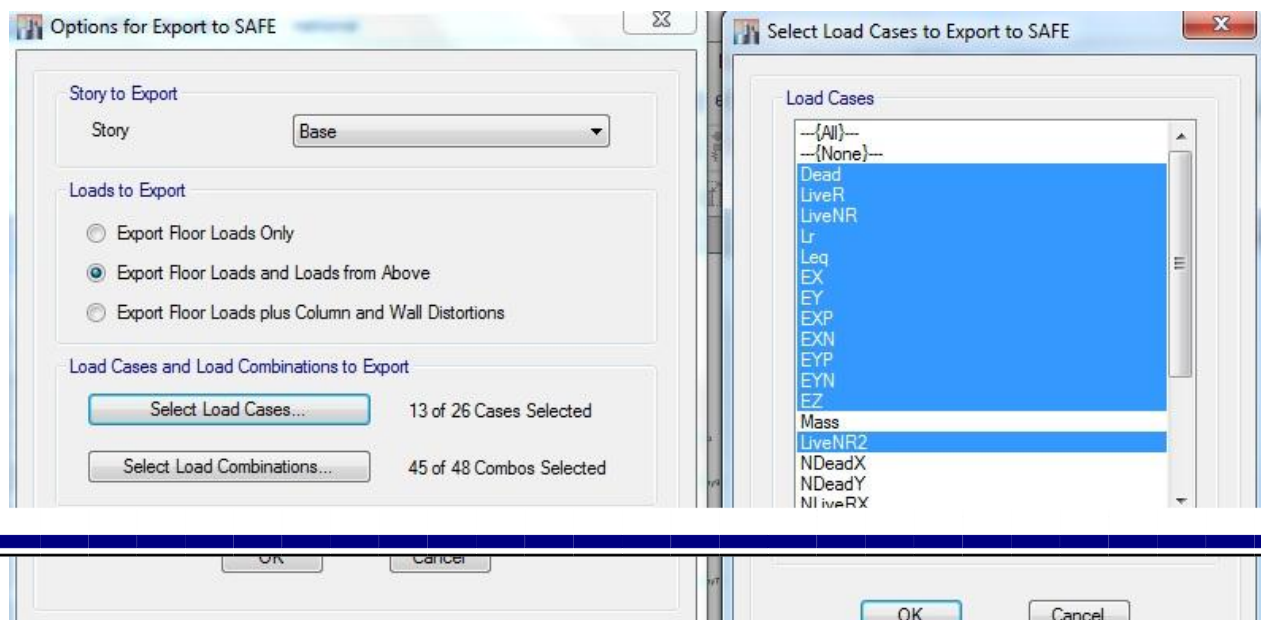 Options for Export to SAFE
Story to Export
Story Base
Loads to Export
Export Floor Loads Only
Export Floor Loads and Loads from Above
Export Floor Loads plus Column and Wall Distortions
Load Cases and Load Combinations to Export
Select Load Cases... 13 of 26 Cases Selected
Select Load Combinations... 45 of 48 Combos Selected
OK Cancel
Select Load Cases to Export to SAFE
Load Cases
---{All}---
---{None}---
Dead
LiveR
LiveNR
Lr
Leq
EX
EY
EXP
EXN
EYP
EYN
EZ
Mass
LiveNR2
NDeadX
NDeadY
NLiveRX
OK Cancel